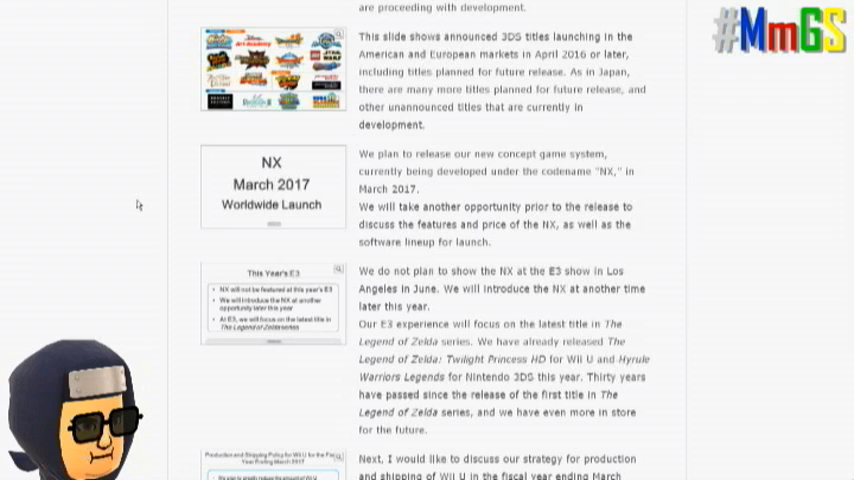 are proceeding with development.
#MmGS
This slide shows announced 3DS titles launching in the
American and European markets in April 2016 or later,
including titles planned for future release. As in Japan,
there are many more titles planned for future release, and
other unannounced titles that are currently in
development.
NX
March 2017
Worldwide Launch
We plan to release our new concept game system,
currently being developed under the codename "NX," in
March 2017.
We will take another opportunity prior to the release to
discuss the features and price of the NX, as well as the
software lineup for launch.
This Year's E3
• NX will not be featured at this year's E3
• We will introduce the NX at another
opportunity later this year
• At E3, we will focus on the latest title in
The Legend of Zelda series
We do not plan to show the NX at the E3 show in Los
Angeles in June. We will introduce the NX at another time
later this year.
Our E3 experience will focus on the latest title in The
Legend of Zelda series. We have already released The
Legend of Zelda: Twilight Princess HD for Wii U and Hyrule
Warriors Legends for Nintendo 3DS this year. Thirty years
have passed since the release of the first title in The
Legend of Zelda series, and we have even more in store
for the future.
Production and Shipping Policy for Wii U for the
Year Ending March 2017
Next, I would like to discuss our strategy for production
and shipping of Wii U in the fiscal year ending March